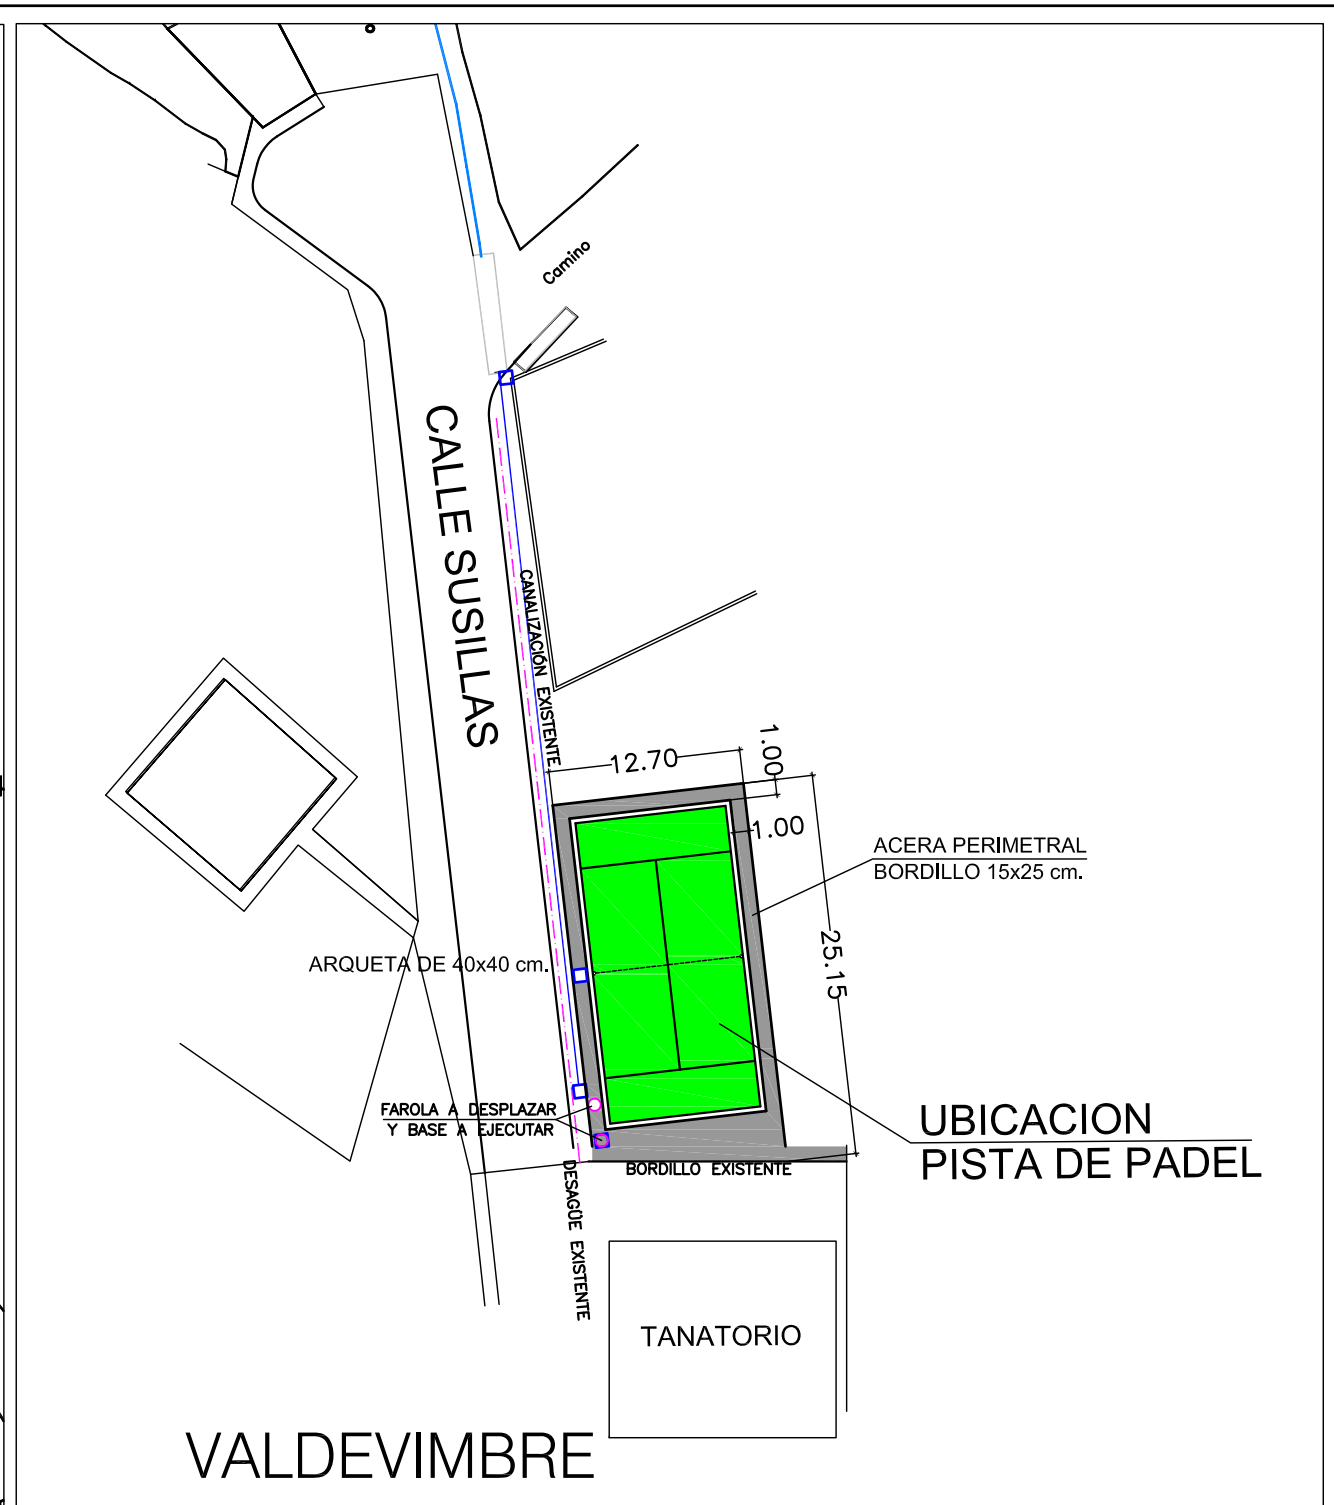 Camino
CALLE SUSILLAS
CANALIZACIÓN EXISTENTE
12.70
1.00
1.00
ACERA PERIMETRAL
BORDILLO 15x25 cm.
25.15
ARQUETA DE 40x40 cm.
FAROLA A DESPLAZAR
Y BASE A EJECUTAR
UBICACION
PISTA DE PADEL
BORDILLO EXISTENTE
DESAGÜE EXISTENTE
TANATORIO
VALDEVIMBRE